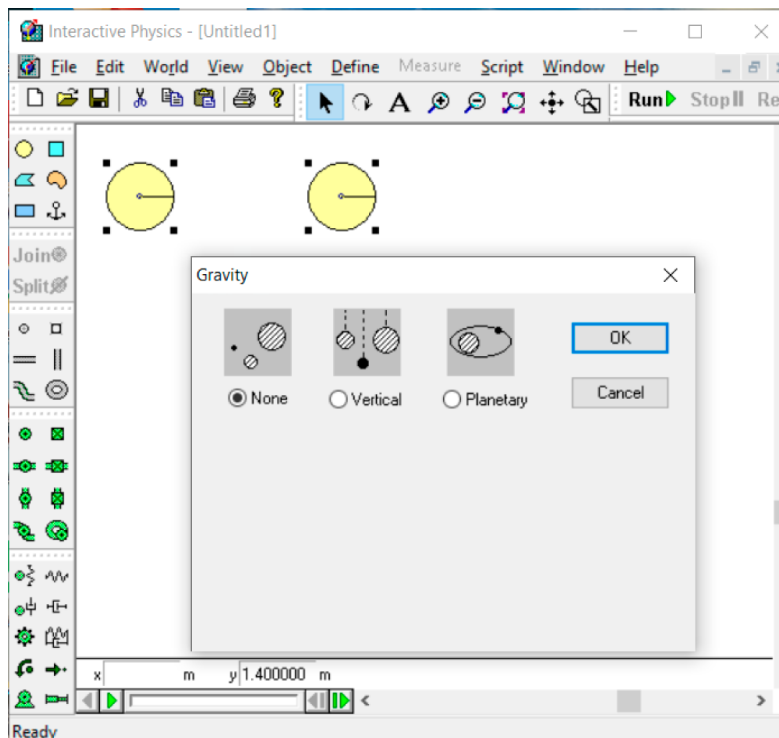 Interactive Physics - [Untitled1]
File Edit World View Object Define Measure Script Window Help
A Run Stop
Join
Split
Gravity
None Vertical Planetary
OK
Cancel
x m y 1.400000 m
Ready